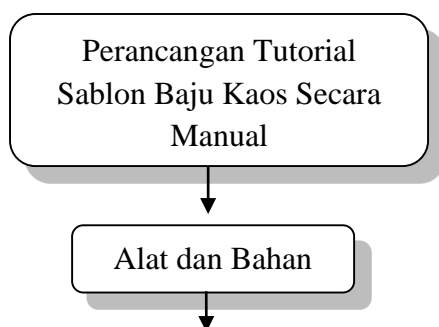 Perancangan Tutorial
Sablon Baju Kaos Secara
Manual
Alat dan Bahan